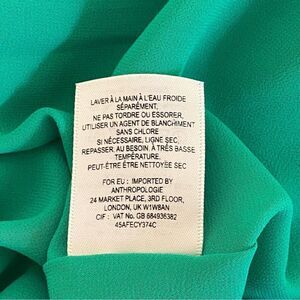 LAVER À LA MAIN À L'EAU FROIDE
SÉPARÉMENT,
NE PAS TORDRE OU ESSORER,
UTILISER UN AGENT DE BLANCHIMENT
SANS CHLORE
SI NÉCESSAIRE, LIGNE SEC,
REPASSER AU BESOIN À TRÈS BASSE
TEMPÉRATURE.
PEUT-ÊTRE ÊTRE NETTOYÉE SEC
FOR EU : IMPORTED BY
ANTHROPOLOGIE
24 MARKET PLACE, 3RD FLOOR,
LONDON, UK W1W8AN
CIF : VAT No. GB 684936382
45AFECY374C